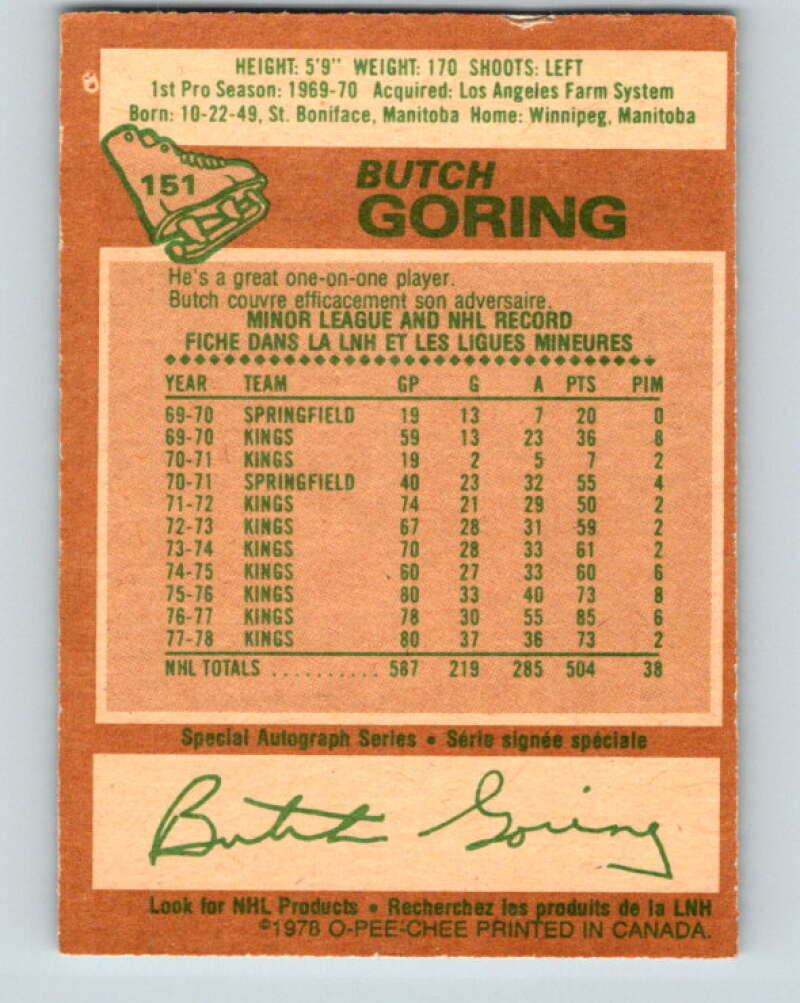 HEIGHT: 5'9" WEIGHT: 170 SHOOTS: LEFT
1st Pro Season: 1969-70 Acquired: Los Angeles Farm System
Born: 10-22-49, St. Boniface, Manitoba Home: Winnipeg, Manitoba
151
BUTCH
GORING
He's a great one-on-one player.
Butch couvre efficacement son adversaire.
MINOR LEAGUE AND NHL RECORD
FICHE DANS LA LNH ET LES LIGUES MINEURES
YEAR TEAM GP G A PTS PIM
69-70 SPRINGFIELD 19 13 7 20 0
69-70 KINGS 59 13 23 36 8
70-71 KINGS 19 2 5 7 2
70-71 SPRINGFIELD 40 23 32 55 4
71-72 KINGS 74 21 29 50 2
72-73 KINGS 67 28 31 59 2
73-74 KINGS 70 28 33 61 2
74-75 KINGS 60 27 33 60 6
75-76 KINGS 80 33 40 73 8
76-77 KINGS 78 30 55 85 6
77-78 KINGS 80 37 36 73 2
NHL TOTALS .......... 587 219 285 504 38
Special Autograph Series • Série signée spéciale
Butch Goring
Look for NHL Products • Recherchez les produits de la LNH
©1978 O-PEE-CHEE PRINTED IN CANADA.